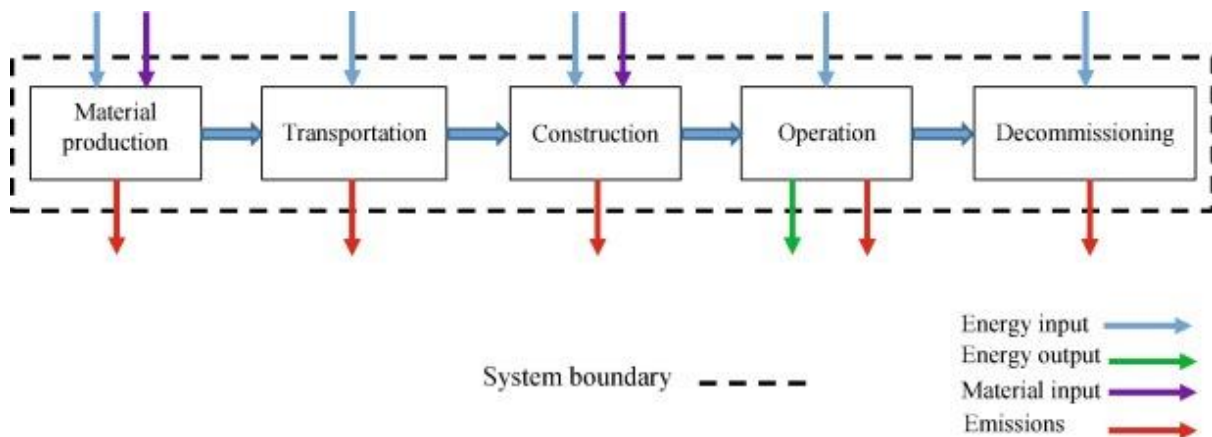 Material
production
Transportation
Construction
Operation
Decommissioning
Energy input
Energy output
System boundary
Material input
Emissions